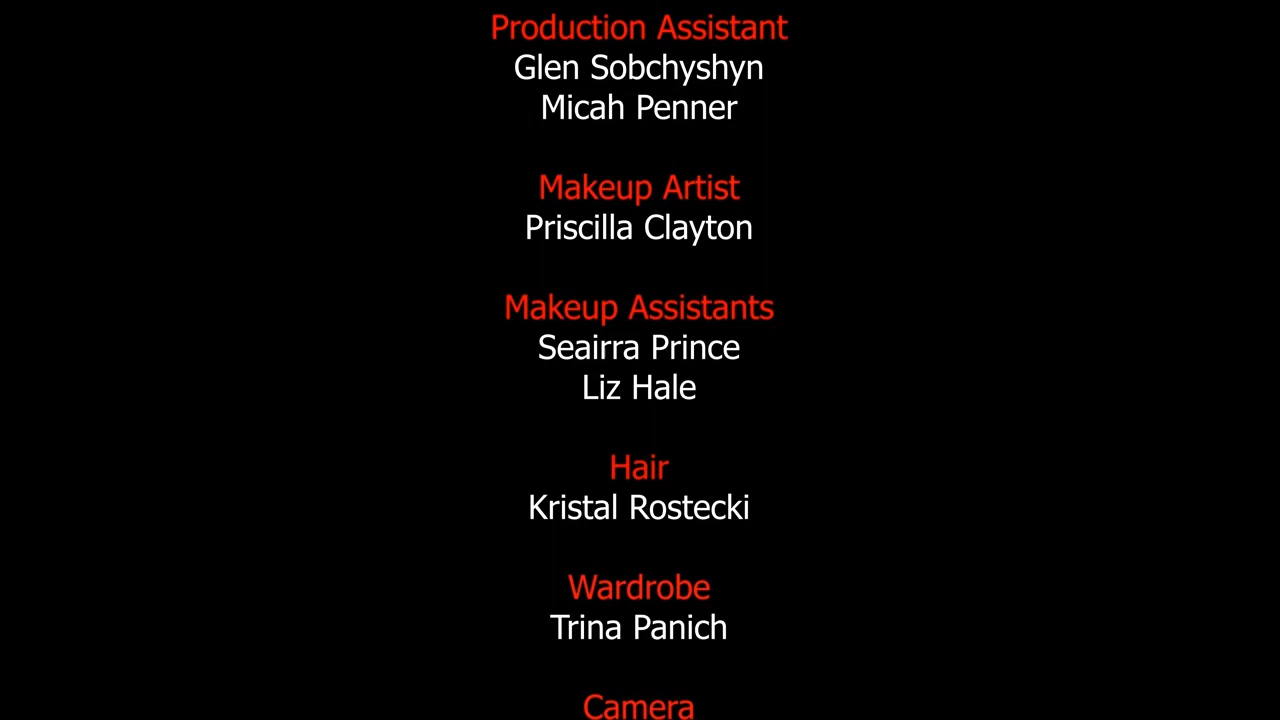 Production Assistant
Glen Sobchyshyn
Micah Penner
Makeup Artist
Priscilla Clayton
Makeup Assistants
Seairra Prince
Liz Hale
Hair
Kristal Rostecki
Wardrobe
Trina Panich
Camera